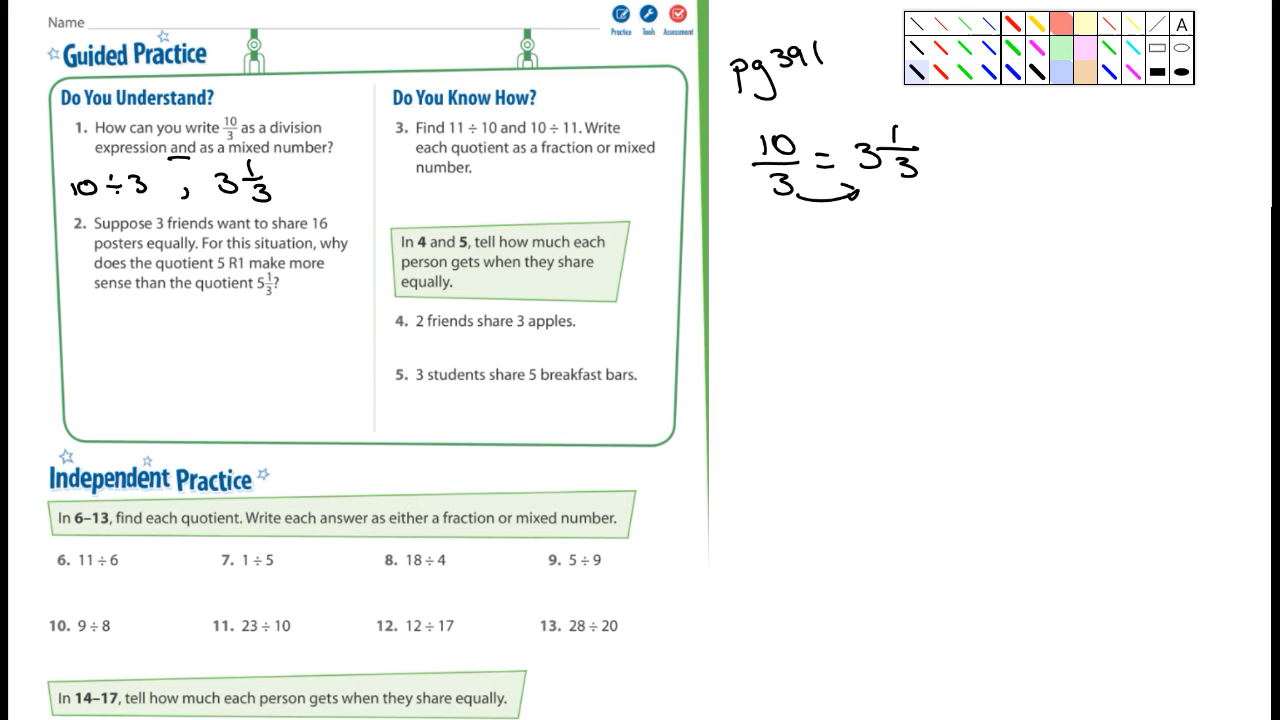 Name
Practice Tools Assessment
Guided Practice
Do You Understand?
1. How can you write 10/3 as a division
expression and as a mixed number?
10 ÷ 3 , 3 1/3
2. Suppose 3 friends want to share 16
posters equally. For this situation, why
does the quotient 5 R1 make more
sense than the quotient 5 1/3?
Do You Know How?
3. Find 11 ÷ 10 and 10 ÷ 11. Write
each quotient as a fraction or mixed
number.
In 4 and 5, tell how much each
person gets when they share
equally.
4. 2 friends share 3 apples.
5. 3 students share 5 breakfast bars.
Independent Practice
In 6–13, find each quotient. Write each answer as either a fraction or mixed number.
6. 11 ÷ 6 7. 1 ÷ 5 8. 18 ÷ 4 9. 5 ÷ 9
10. 9 ÷ 8 11. 23 ÷ 10 12. 12 ÷ 17 13. 28 ÷ 20
In 14–17, tell how much each person gets when they share equally.
pg 391
10/3 = 3 1/3
A